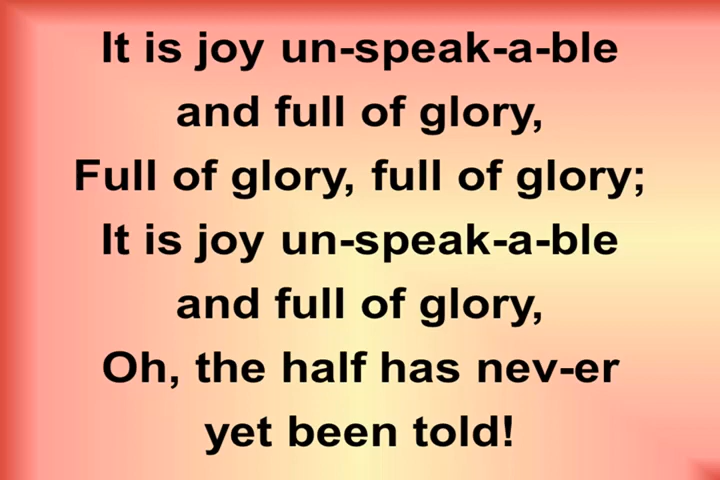 It is joy un-speak-a-ble
and full of glory,
Full of glory, full of glory;
It is joy un-speak-a-ble
and full of glory,
Oh, the half has nev-er
yet been told!